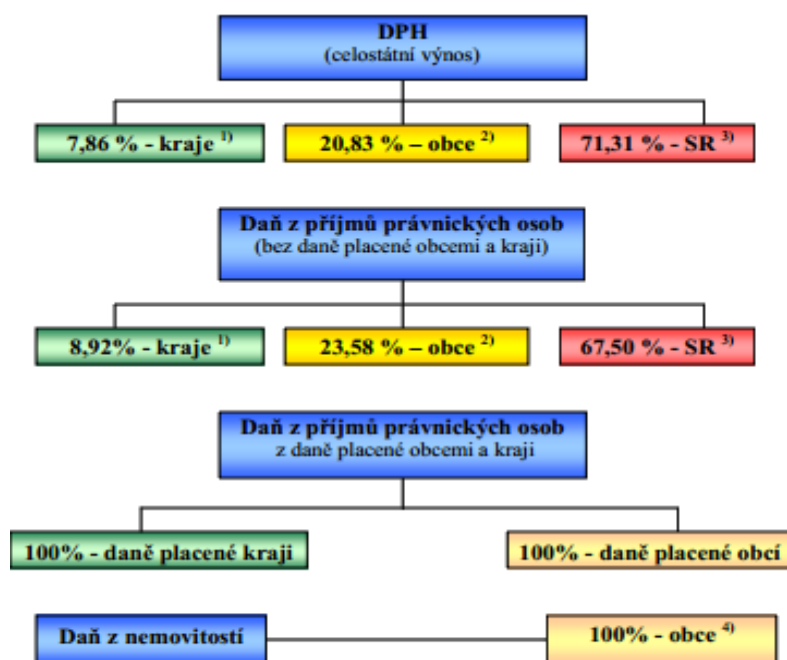 DPH
(celostátní výnos)
7,86 % - kraje 1)
20,83 % – obce 2)
71,31 % - SR 3)
Daň z příjmů právnických osob
(bez daně placené obcemi a kraji)
8,92% - kraje 1)
23,58 % – obce 2)
67,50 % - SR 3)
Daň z příjmů právnických osob
z daně placené obcemi a kraji
100% - daně placené kraji
100% - daně placené obcí
Daň z nemovitostí
100% - obce 4)